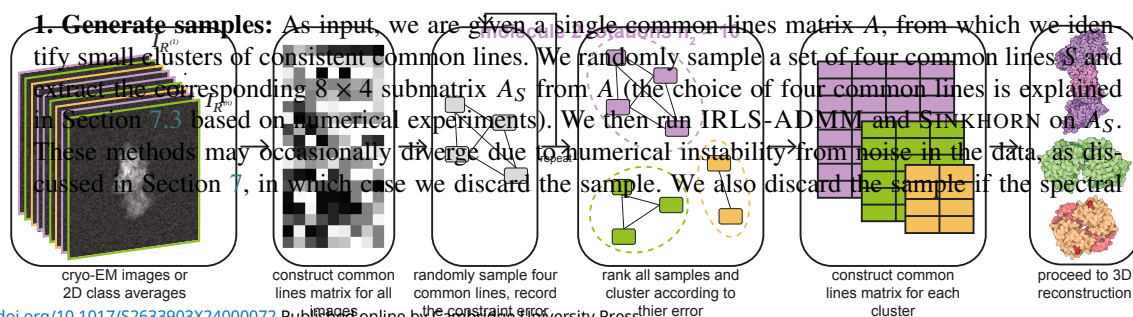 1. Generate samples: As input, we are given a single common lines matrix A, from which we iden-
tify small clusters of consistent common lines. We randomly sample a set of four common lines S and
extract the corresponding 8 × 4 submatrix A_S from A (the choice of four common lines is explained
in Section 7.3 based on numerical experiments). We then run IRLS-ADMM and SINKHORN on A_S.
These methods may occasionally diverge due to numerical instability from noise in the data, as dis-
cussed in Section 7, in which case we discard the sample. We also discard the sample if the spectral
repeat
cryo-EM images or
2D class averages
construct common
lines matrix for all
images
randomly sample four
common lines, record
the constraint error
rank all samples and
cluster according to
thier error
construct common
lines matrix for each
cluster
proceed to 3D
reconstruction
doi.org/10.1017/S2633903X24000072 Published online by Cambridge University Press